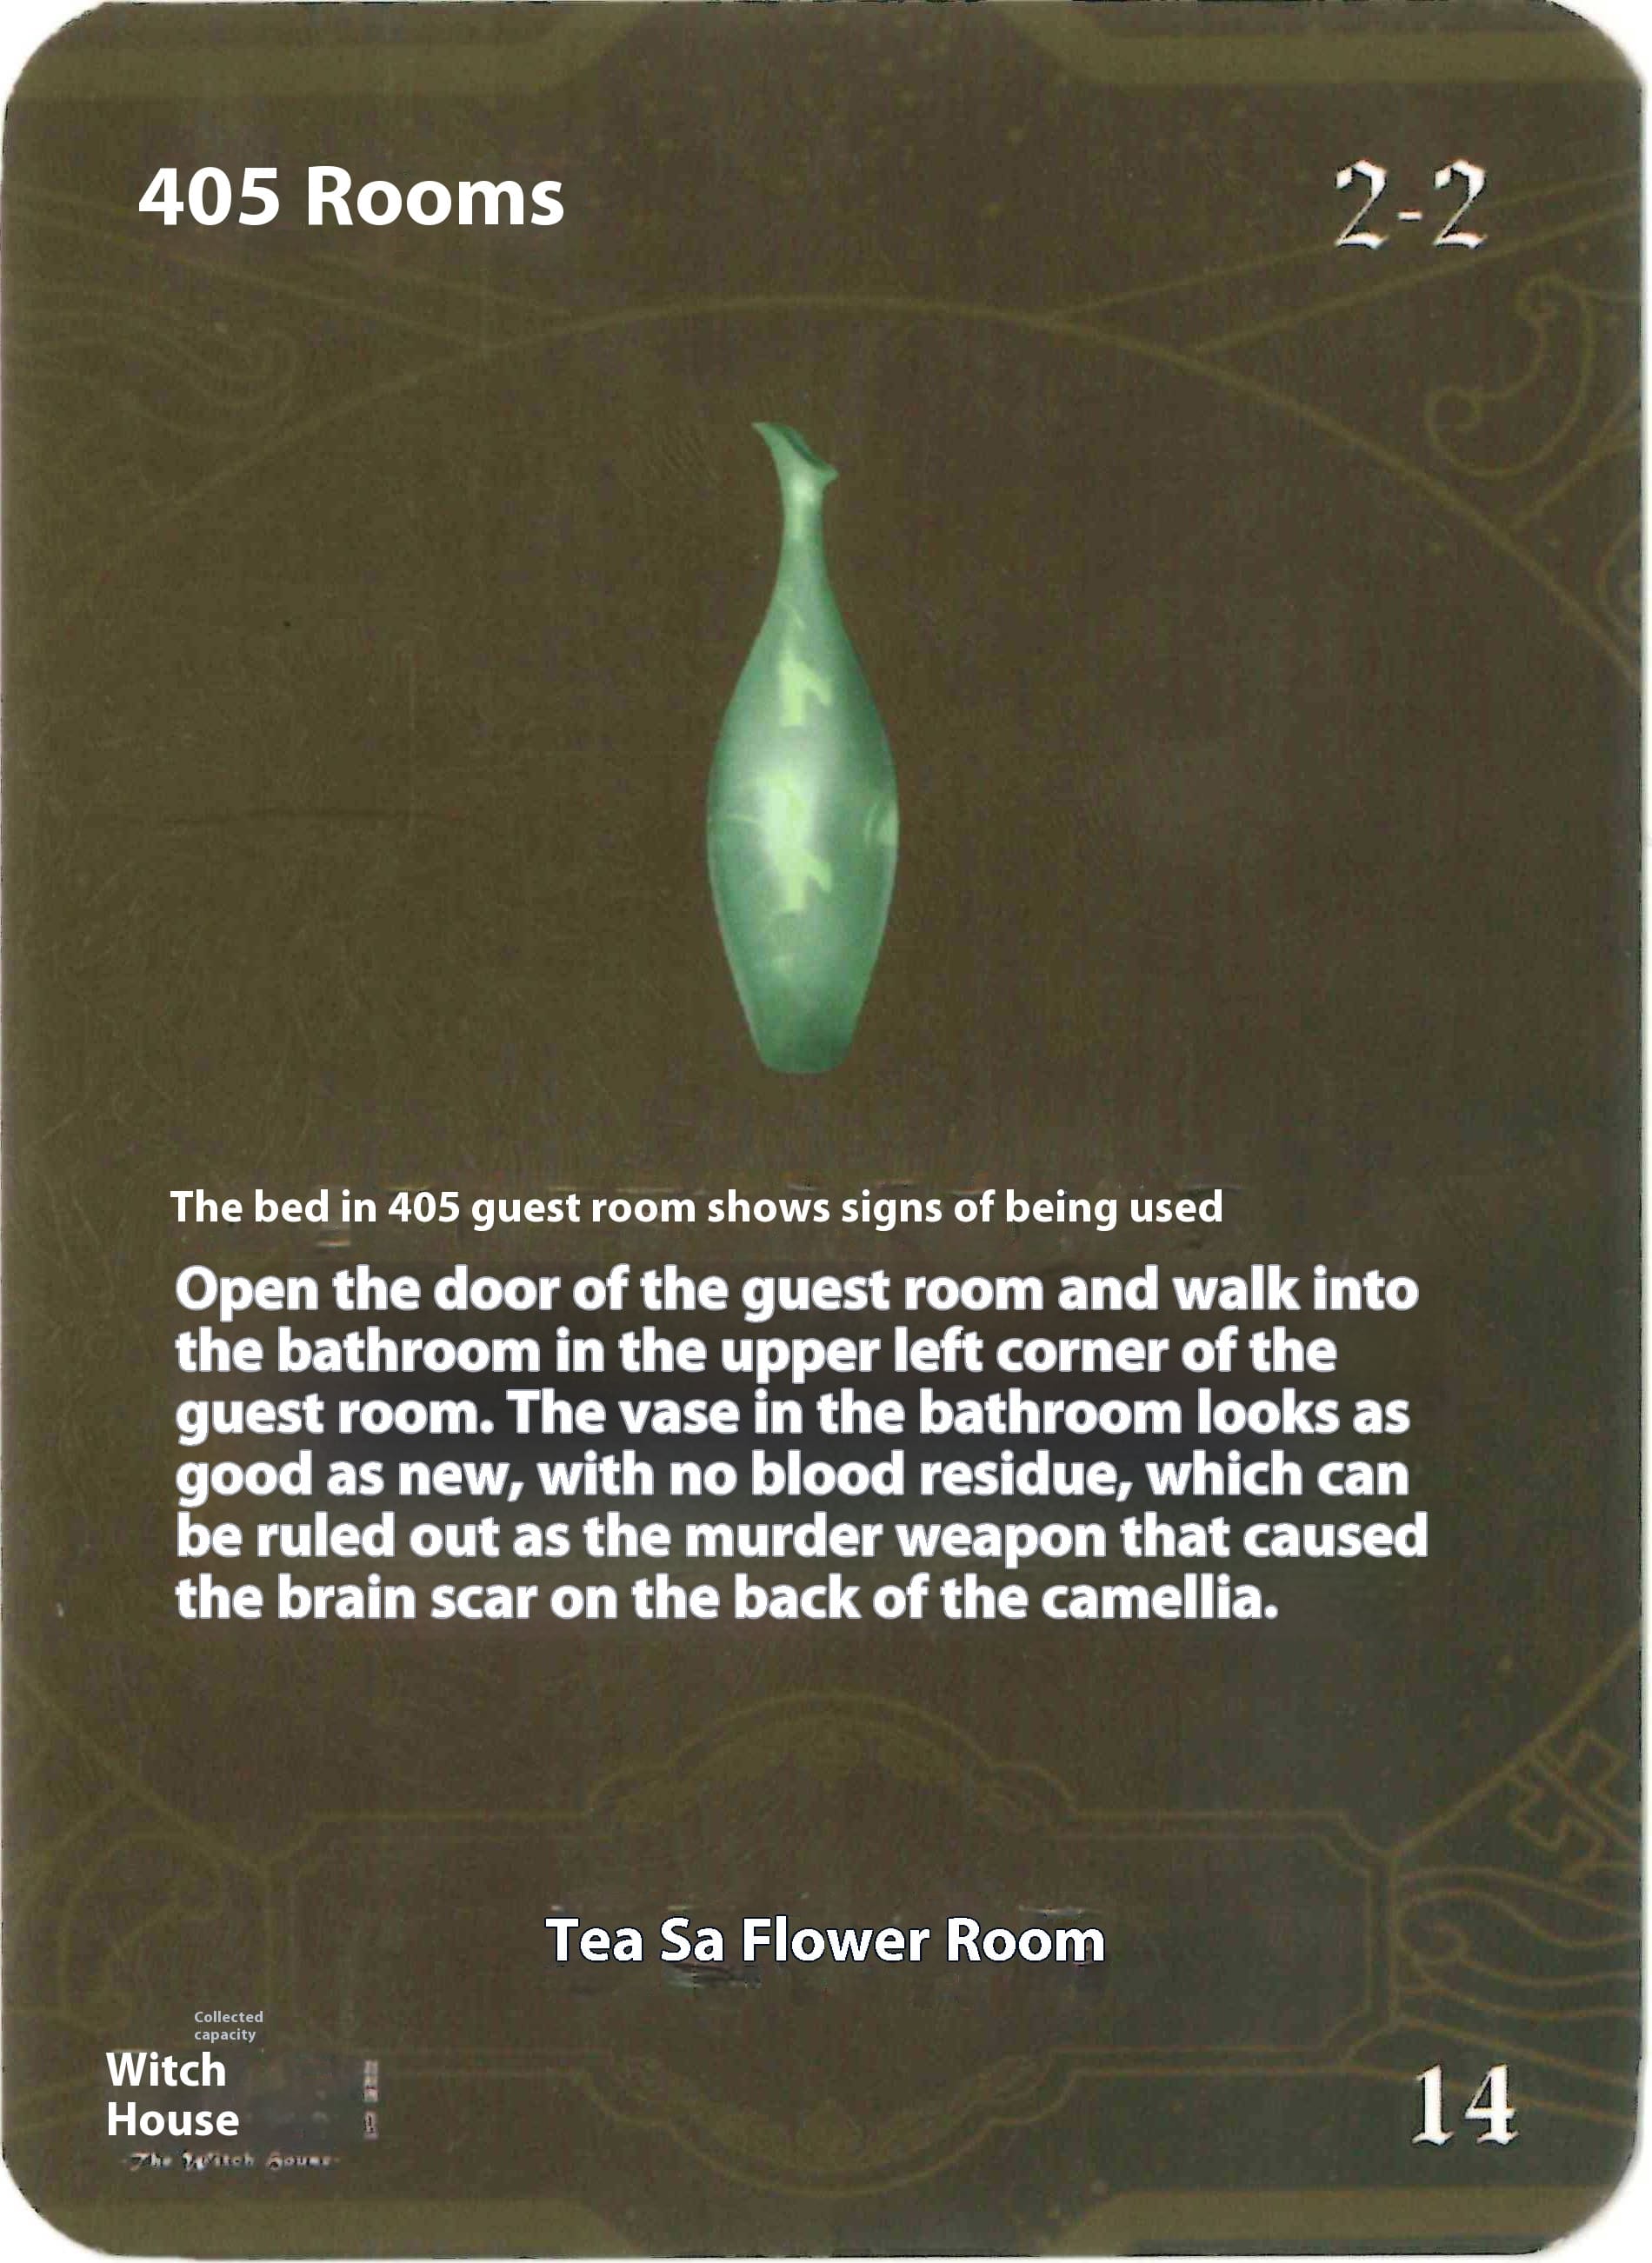 405 Rooms
2-2
The bed in 405 guest room shows signs of being used
Open the door of the guest room and walk into
the bathroom in the upper left corner of the
guest room. The vase in the bathroom looks as
good as new, with no blood residue, which can
be ruled out as the murder weapon that caused
the brain scar on the back of the camellia.
Tea Sa Flower Room
Collected
capacity
Witch
House
-The Witch House-
14